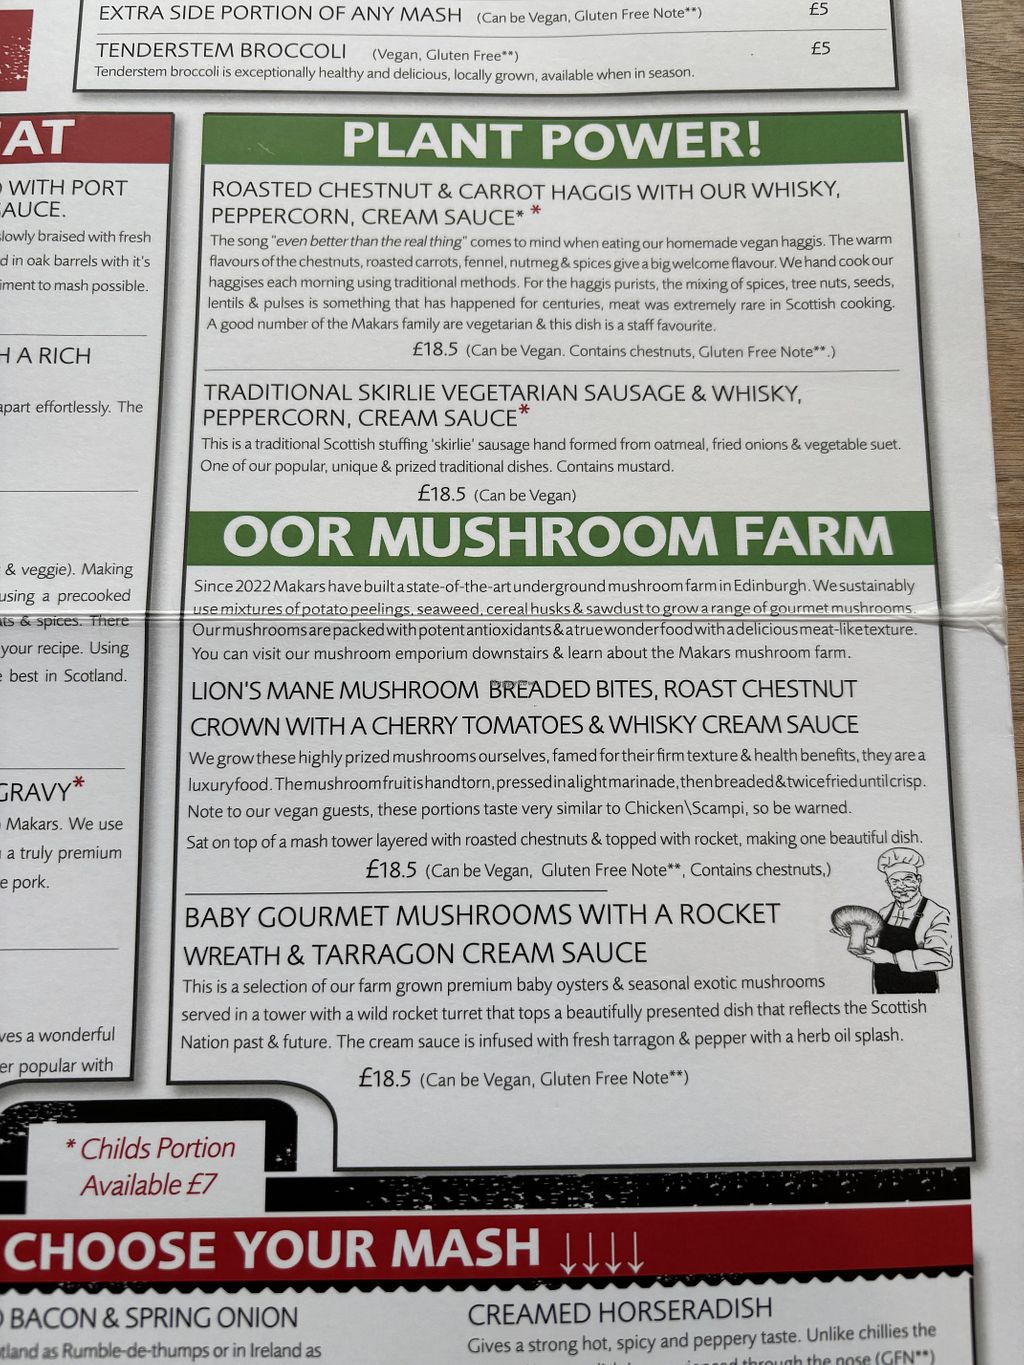 EXTRA SIDE PORTION OF ANY MASH (Can be Vegan, Gluten Free Note**) £5
TENDERSTEM BROCCOLI (Vegan, Gluten Free**) £5
Tenderstem broccoli is exceptionally healthy and delicious, locally grown, available when in season.
AT
WITH PORT
AUCE.
slowly braised with fresh
d in oak barrels with it's
iment to mash possible.
H A RICH
apart effortlessly. The
& veggie). Making
using a precooked
ts & spices. There
your recipe. Using
best in Scotland.
GRAVY*
Makars. We use
a truly premium
e pork.
ves a wonderful
er popular with
PLANT POWER!
ROASTED CHESTNUT & CARROT HAGGIS WITH OUR WHISKY,
PEPPERCORN, CREAM SAUCE* *
The song "even better than the real thing" comes to mind when eating our homemade vegan haggis. The warm
flavours of the chestnuts, roasted carrots, fennel, nutmeg & spices give a big welcome flavour. We hand cook our
haggises each morning using traditional methods. For the haggis purists, the mixing of spices, tree nuts, seeds,
lentils & pulses is something that has happened for centuries, meat was extremely rare in Scottish cooking.
A good number of the Makars family are vegetarian & this dish is a staff favourite.
£18.5 (Can be Vegan. Contains chestnuts, Gluten Free Note**.)
TRADITIONAL SKIRLIE VEGETARIAN SAUSAGE & WHISKY,
PEPPERCORN, CREAM SAUCE*
This is a traditional Scottish stuffing 'skirlie' sausage hand formed from oatmeal, fried onions & vegetable suet.
One of our popular, unique & prized traditional dishes. Contains mustard.
£18.5 (Can be Vegan)
OOR MUSHROOM FARM
Since 2022 Makars have built a state-of-the-art underground mushroom farm in Edinburgh. We sustainably
use mixtures of potato peelings, seaweed, cereal husks & sawdust to grow a range of gourmet mushrooms.
Our mushrooms are packed with potent antioxidants & a true wonder food with a delicious meat-like texture.
You can visit our mushroom emporium downstairs & learn about the Makars mushroom farm.
LION'S MANE MUSHROOM BREADED BITES, ROAST CHESTNUT
CROWN WITH A CHERRY TOMATOES & WHISKY CREAM SAUCE
We grow these highly prized mushrooms ourselves, famed for their firm texture & health benefits, they are a
luxury food. The mushroom fruit is hand torn, pressed in a light marinade, then breaded & twice fried until crisp.
Note to our vegan guests, these portions taste very similar to Chicken\Scampi, so be warned.
Sat on top of a mash tower layered with roasted chestnuts & topped with rocket, making one beautiful dish.
£18.5 (Can be Vegan, Gluten Free Note**, Contains chestnuts,)
BABY GOURMET MUSHROOMS WITH A ROCKET
WREATH & TARRAGON CREAM SAUCE
This is a selection of our farm grown premium baby oysters & seasonal exotic mushrooms
served in a tower with a wild rocket turret that tops a beautifully presented dish that reflects the Scottish
Nation past & future. The cream sauce is infused with fresh tarragon & pepper with a herb oil splash.
£18.5 (Can be Vegan, Gluten Free Note**)
* Childs Portion
Available £7
CHOOSE YOUR MASH ↓↓↓↓
BACON & SPRING ONION
tland as Rumble-de-thumps or in Ireland as
CREAMED HORSERADISH
Gives a strong hot, spicy and peppery taste. Unlike chillies the
through the nose (GFN**)